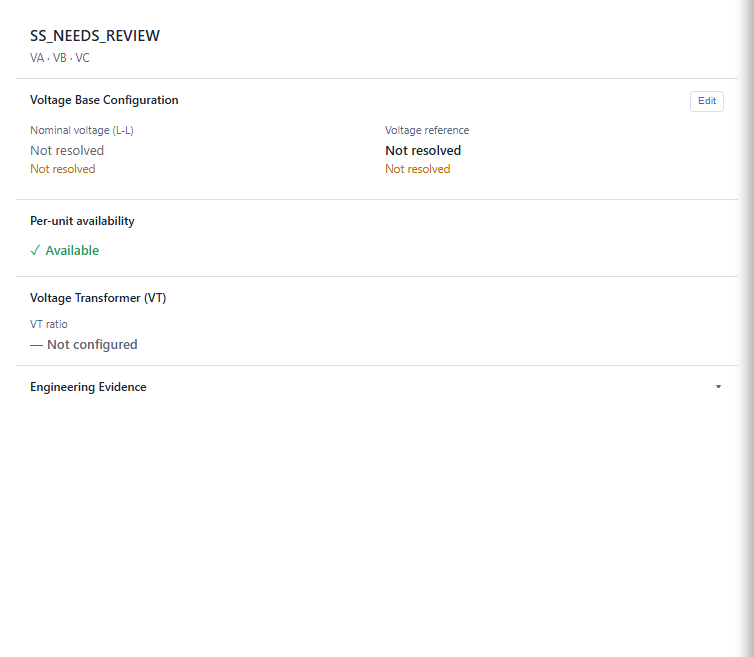 SS_NEEDS_REVIEW
VA · VB · VC
Voltage Base Configuration
Edit
Nominal voltage (L-L)
Voltage reference
Not resolved
Not resolved
Not resolved
Not resolved
Per-unit availability
✓ Available
Voltage Transformer (VT)
VT ratio
— Not configured
Engineering Evidence